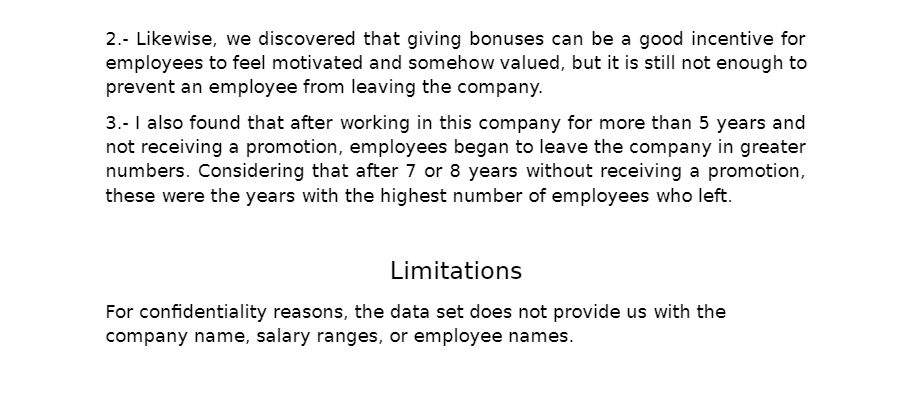 2.- Likewise, we discovered that giving bonuses can be a good incentive for
employees to feel motivated and somehow valued, but it is still not enough to
prevent an employee from leaving the company.
3.- I also found that after working in this company for more than 5 years and
not receiving a promotion, employees began to leave the company in greater
numbers. Considering that after 7 or 8 years without receiving a promotion,
these were the years with the highest number of employees who left.
Limitations
For confidentiality reasons, the data set does not provide us with the
company name, salary ranges, or employee names.